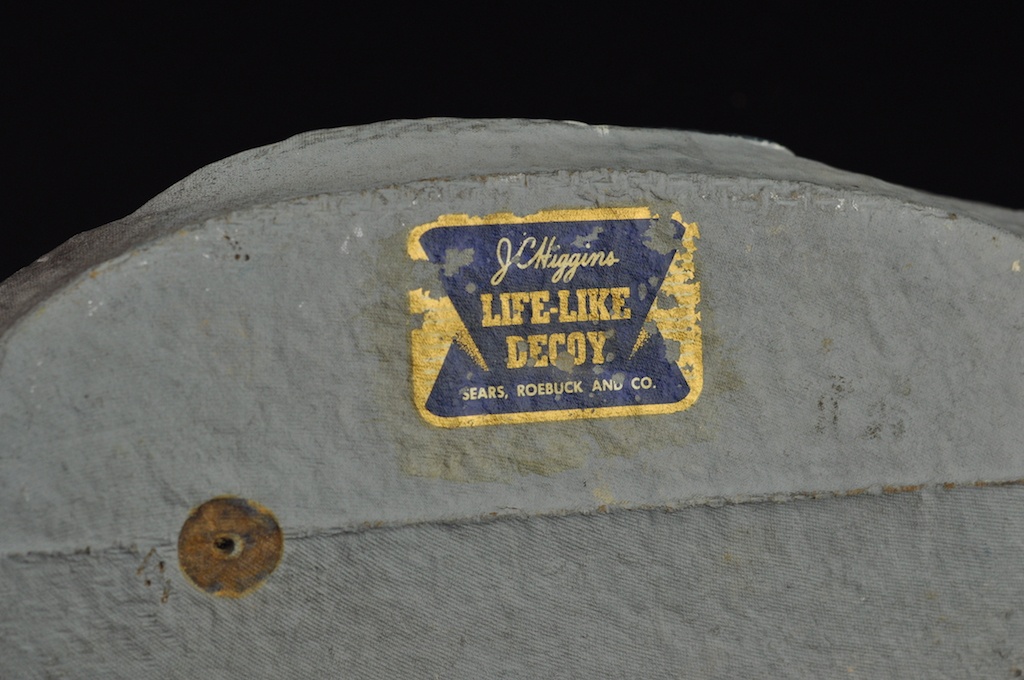 J.C. Higgins
LIFE-LIKE
DECOY
SEARS, ROEBUCK AND CO.